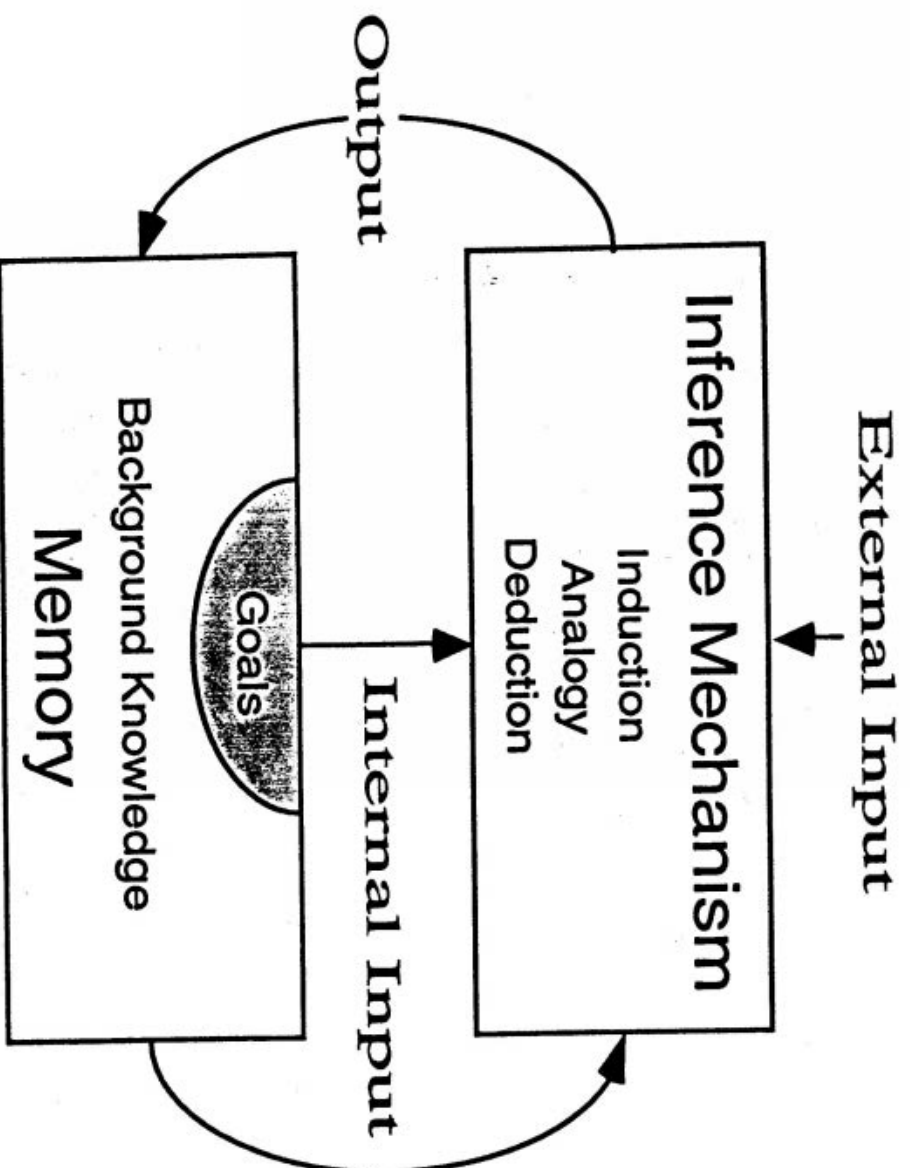 External Input
Inference Mechanism
Induction
Analogy
Deduction
Output
Internal Input
Goals
Background Knowledge
Memory